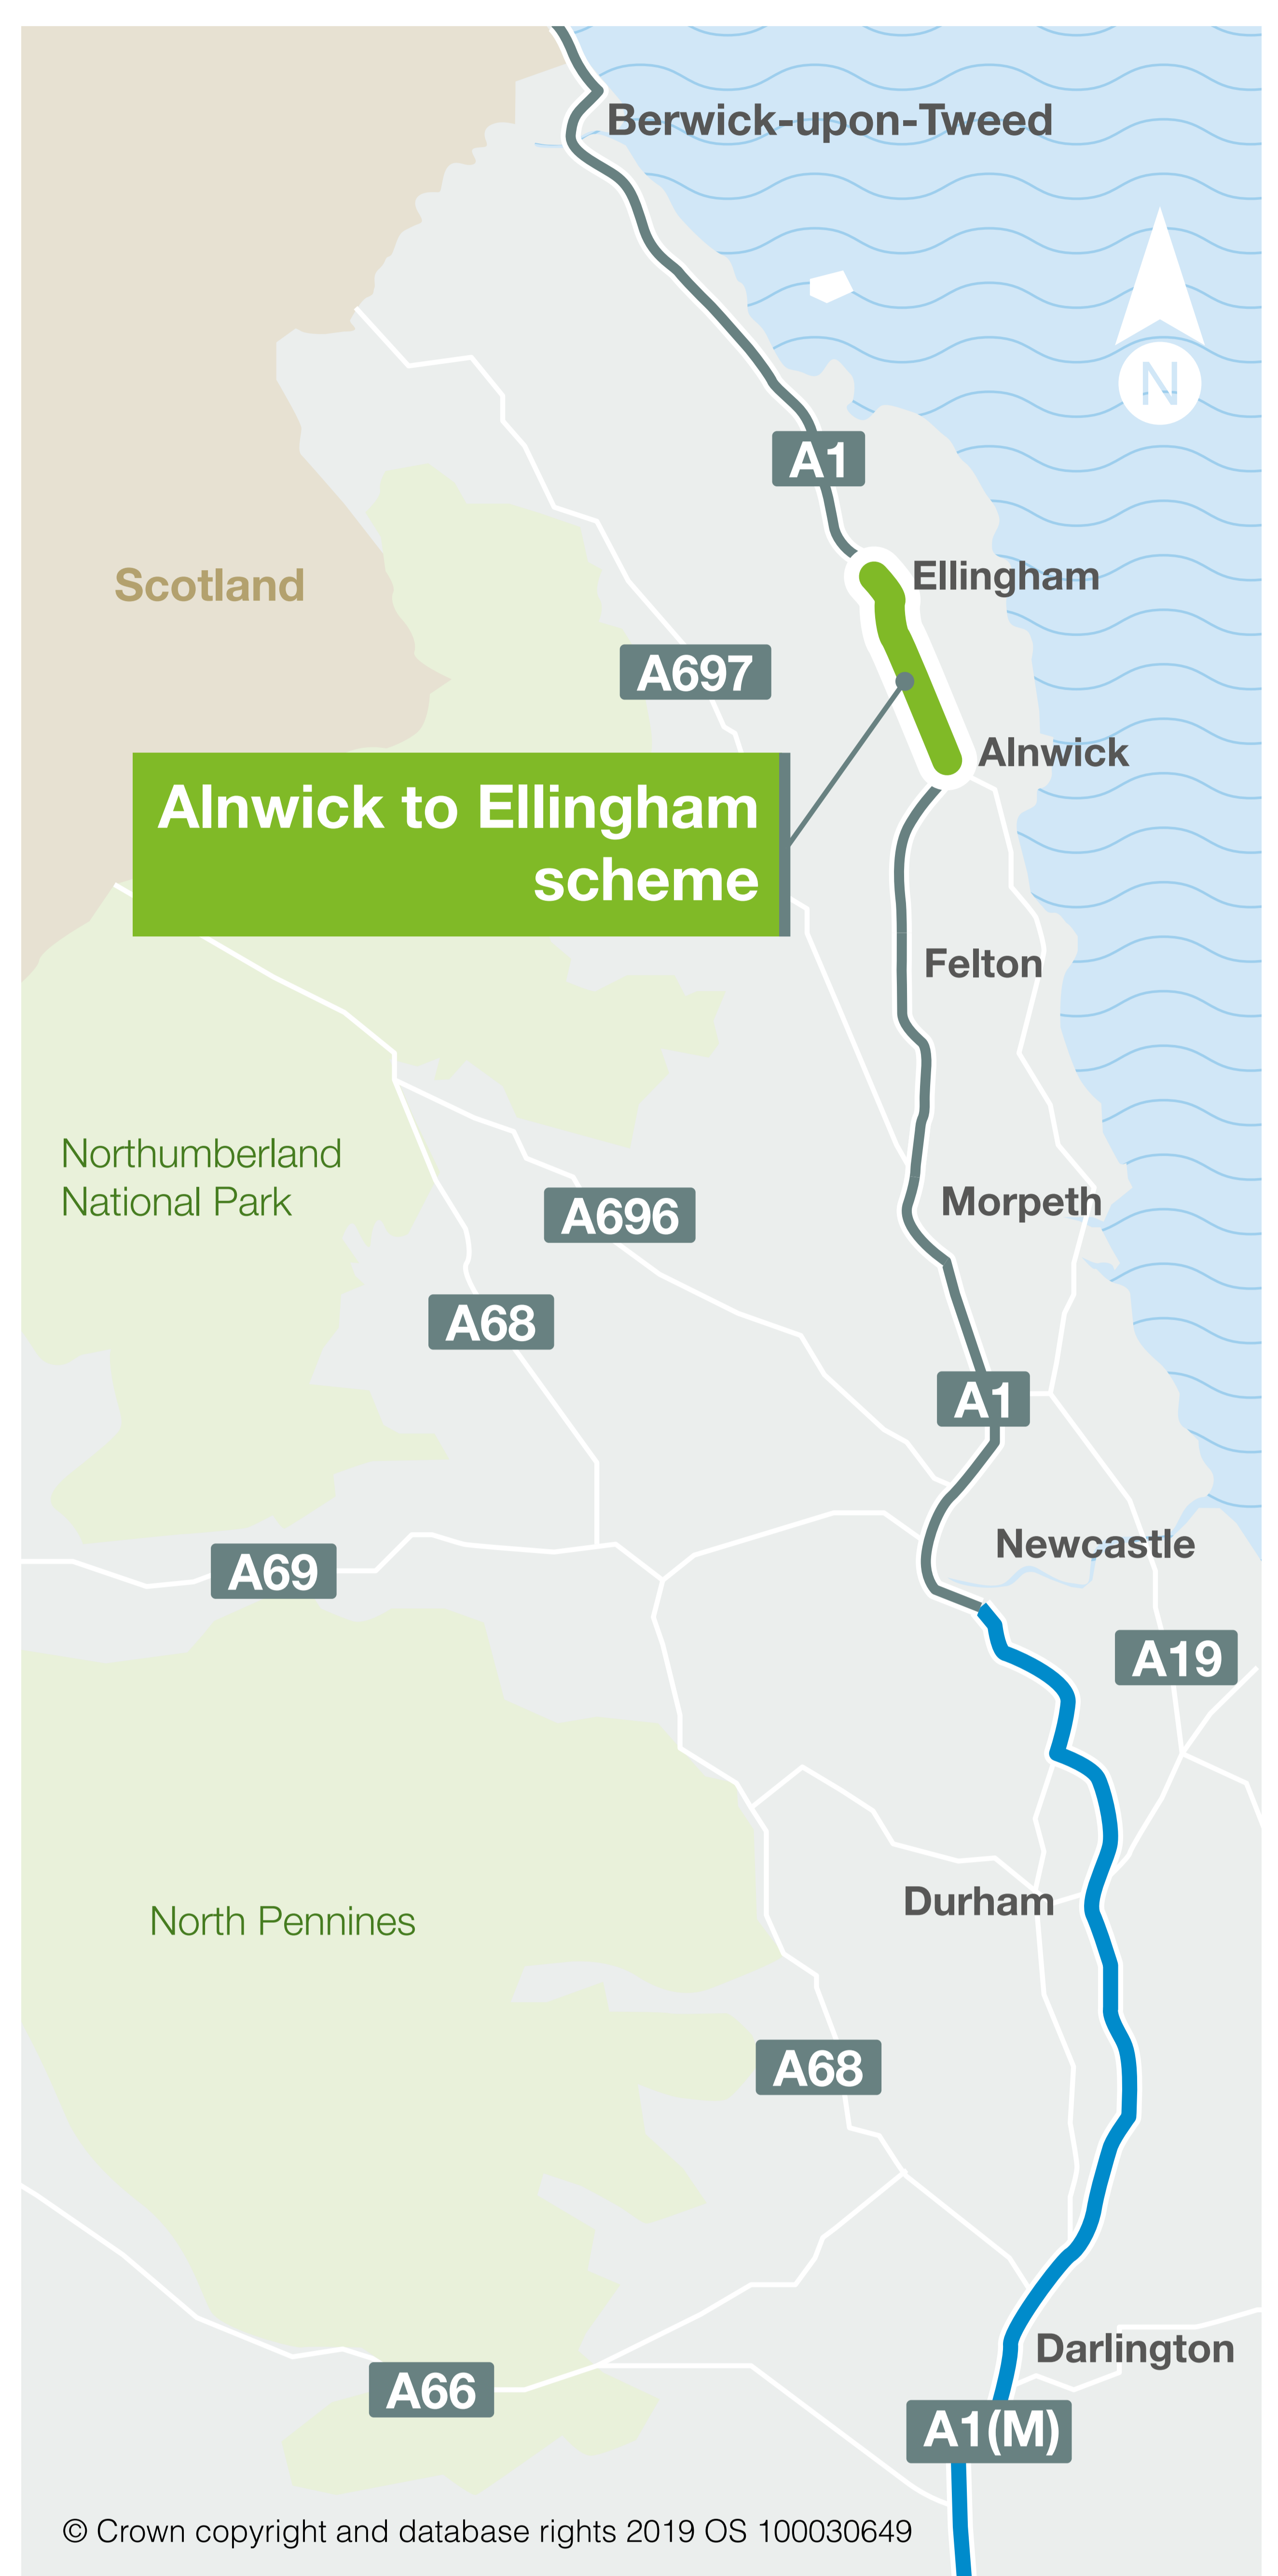 Berwick-upon-Tweed
N
A1
Ellingham
Scotland
A697
Alnwick
Alnwick to Ellingham
scheme
Felton
Northumberland
National Park
Morpeth
A696
A68
A1
Newcastle
A69
A19
Durham
North Pennines
A68
Darlington
A66
A1(M)
© Crown copyright and database rights 2019 OS 100030649